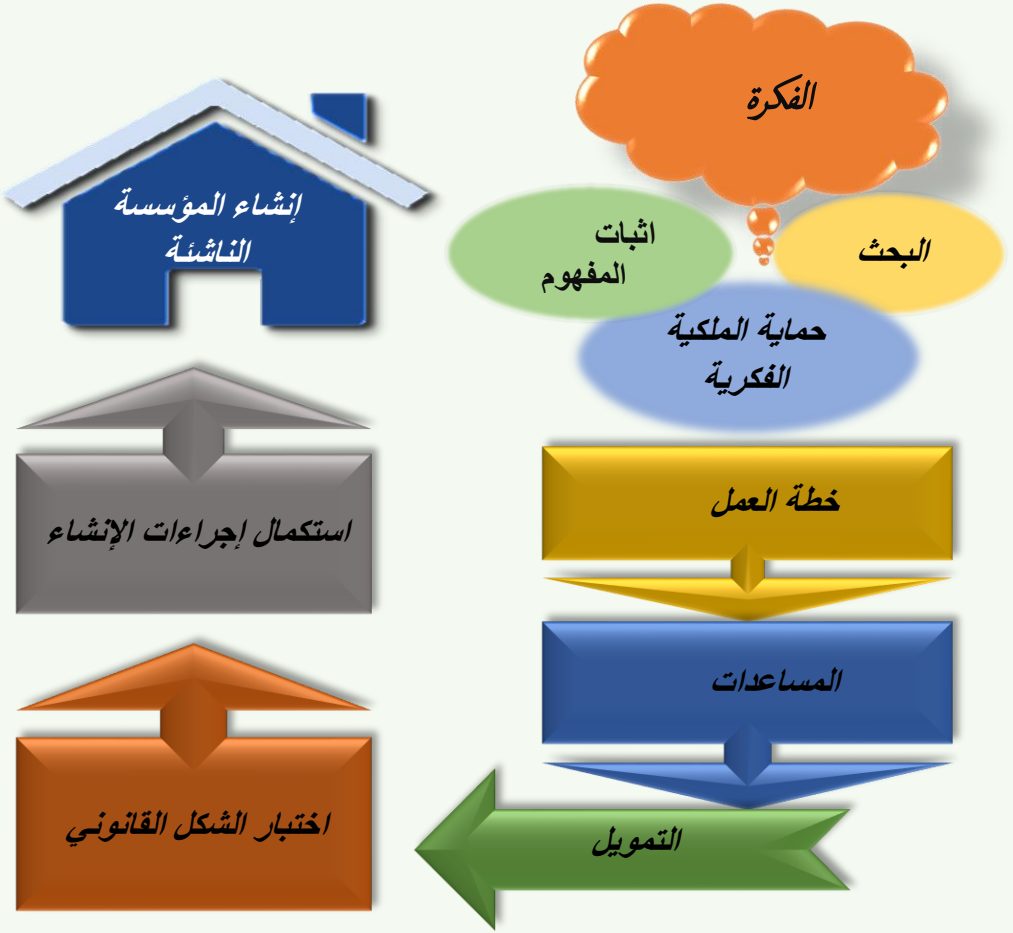 الفكرة
البحث
اثبات
المفهوم
حماية الملكية
الفكرية
خطة العمل
المساعدات
التمويل
اختبار الشكل القانوني
استكمال إجراءات الإنشاء
إنشاء المؤسسة
الناشئة